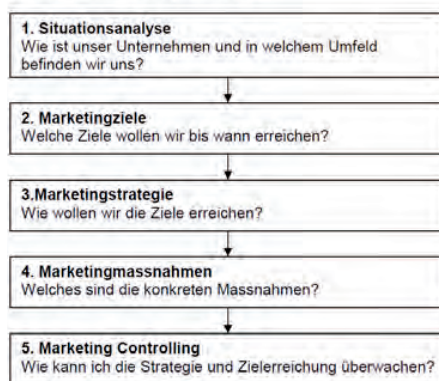 1. Situationsanalyse
Wie ist unser Unternehmen und in welchem Umfeld
befinden wir uns?
2. Marketingziele
Welche Ziele wollen wir bis wann erreichen?
3.Marketingstrategie
Wie wollen wir die Ziele erreichen?
4. Marketingmassnahmen
Welches sind die konkreten Massnahmen?
5. Marketing Controlling
Wie kann ich die Strategie und Zielerreichung überwachen?